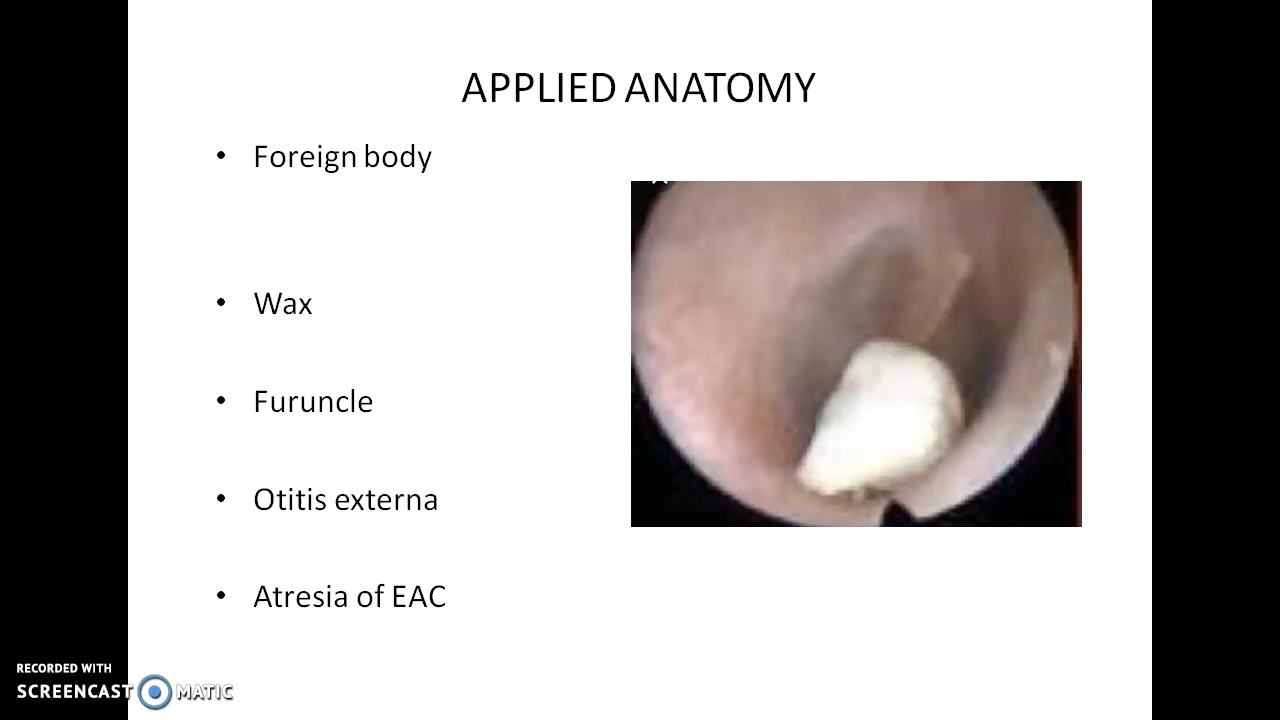 APPLIED ANATOMY
• Foreign body
• Wax
• Furuncle
• Otitis externa
• Atresia of EAC
RECORDED WITH
SCREENCAST MATIC